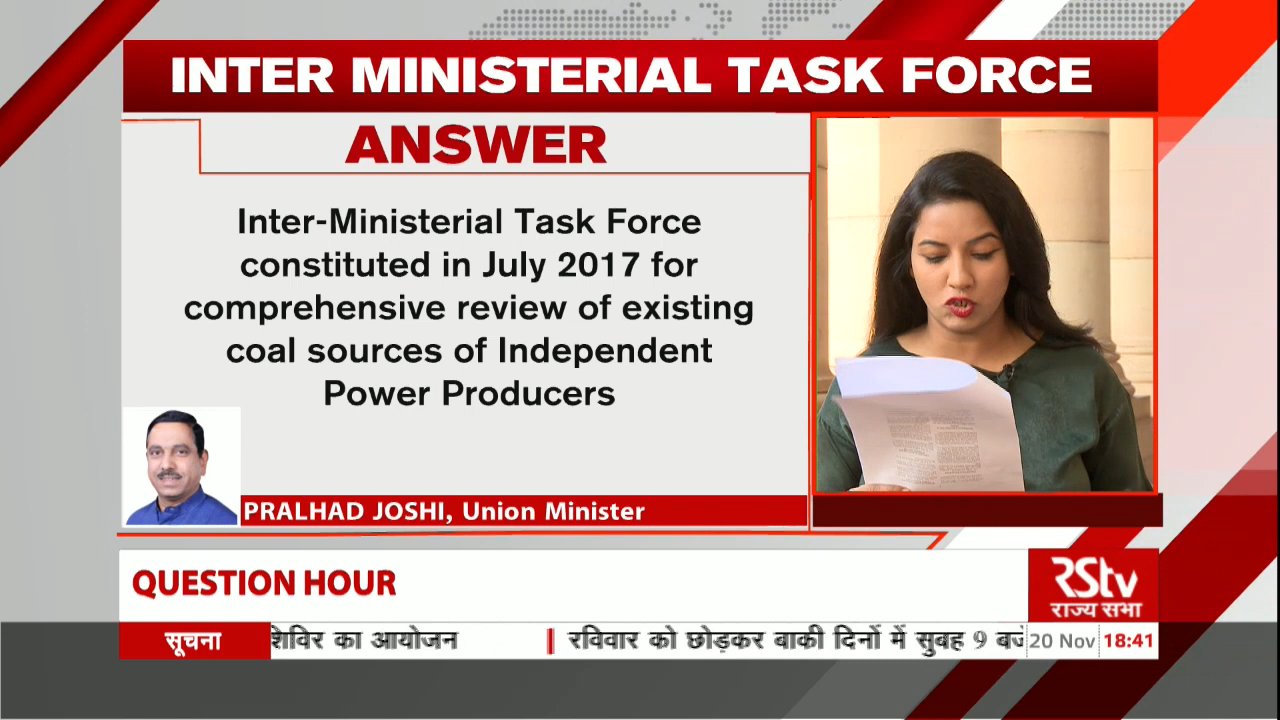 INTER MINISTERIAL TASK FORCE
ANSWER
Inter-Ministerial Task Force
constituted in July 2017 for
comprehensive review of existing
coal sources of Independent
Power Producers
PRALHAD JOSHI, Union Minister
QUESTION HOUR
RStv
राज्य सभा
सूचना
शिविर का आयोजन | रविवार को छोड़कर बाकी दिनों में सुबह 9
20 Nov 18:41